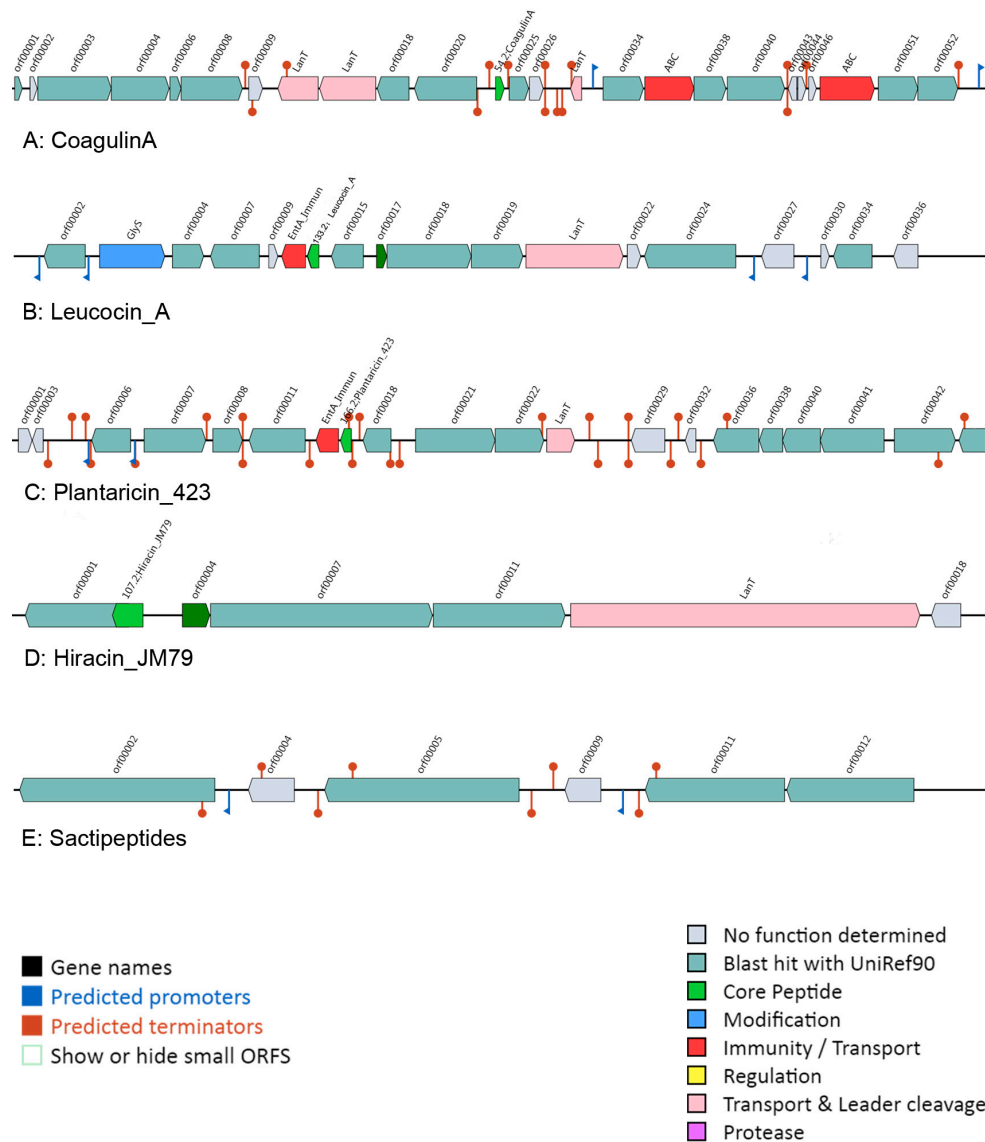 orf00001
orf00002
orf00003
orf00004
orf00006
orf00008
orf00009
LanT
LanT
orf00018
orf00020
54.2;CoagulinA
orf00025
orf00026
LanT
orf00034
ABC
orf00038
orf00040
orf00043
orf00044
orf00046
ABC
orf00051
orf00052
A: CoagulinA
orf00002
GlyS
orf00004
orf00007
orf00009
EntA_Immun
133.2; Leucocin_A
orf00015
orf00017
orf00018
orf00019
LanT
orf00022
orf00024
orf00027
orf00030
orf00034
orf00036
B: Leucocin_A
orf00001
orf00003
orf00006
orf00007
orf00008
orf00011
EntA_Immun
166.2;Plantaricin_423
orf00018
orf00021
orf00022
LanT
orf00029
orf00032
orf00036
orf00038
orf00040
orf00041
orf00042
C: Plantaricin_423
orf00001
107.2;Hiracin_JM79
orf00004
orf00007
orf00011
LanT
orf00018
D: Hiracin_JM79
orf00002
orf00004
orf00005
orf00009
orf00011
orf00012
E: Sactipeptides
Gene names
Predicted promoters
Predicted terminators
Show or hide small ORFS
No function determined
Blast hit with UniRef90
Core Peptide
Modification
Immunity / Transport
Regulation
Transport & Leader cleavage
Protease